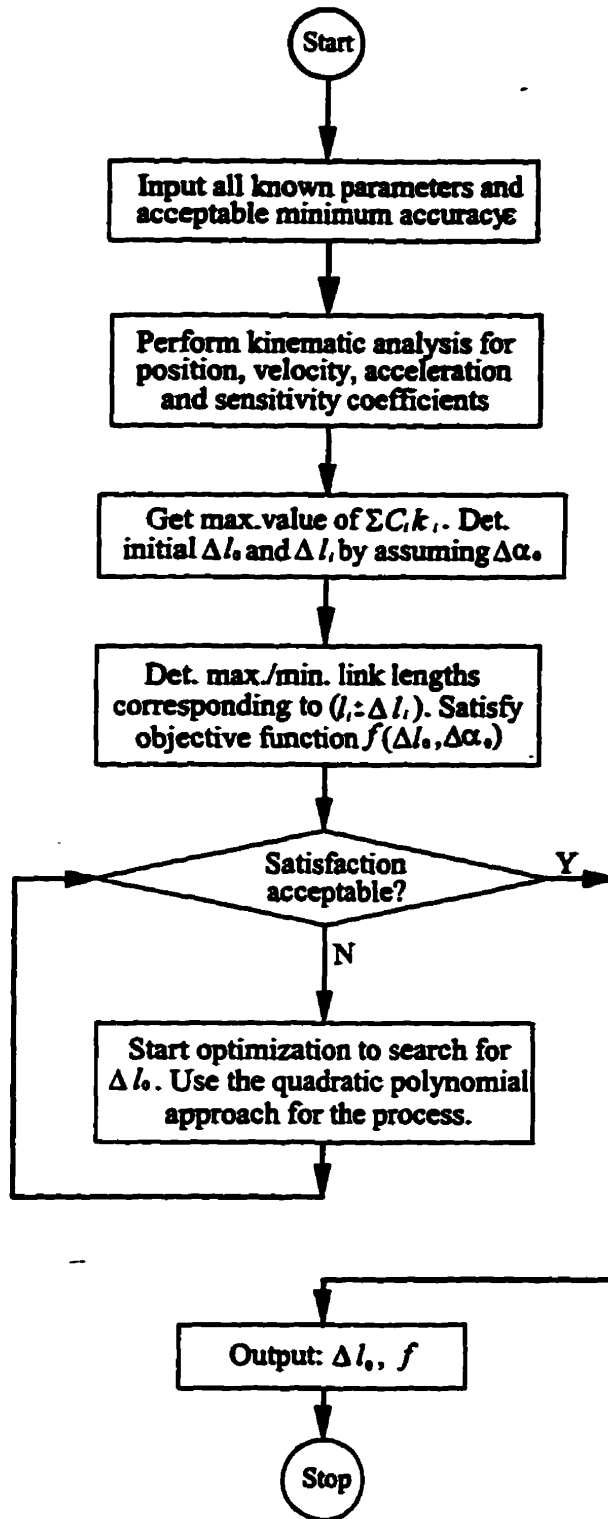 Start
Input all known parameters and
acceptable minimum accuracyε
Perform kinematic analysis for
position, velocity, acceleration
and sensitivity coefficients
Get max.value of ΣCᵢkᵢ. Det.
initial Δl₀ and Δlᵢ by assuming Δα₀
Det. max./min. link lengths
corresponding to (lᵢ±Δlᵢ). Satisfy
objective function f(Δl₀,Δα₀)
Satisfaction
acceptable?
Y
N
Start optimization to search for
Δl₀. Use the quadratic polynomial
approach for the process.
Output: Δl₀, f
Stop